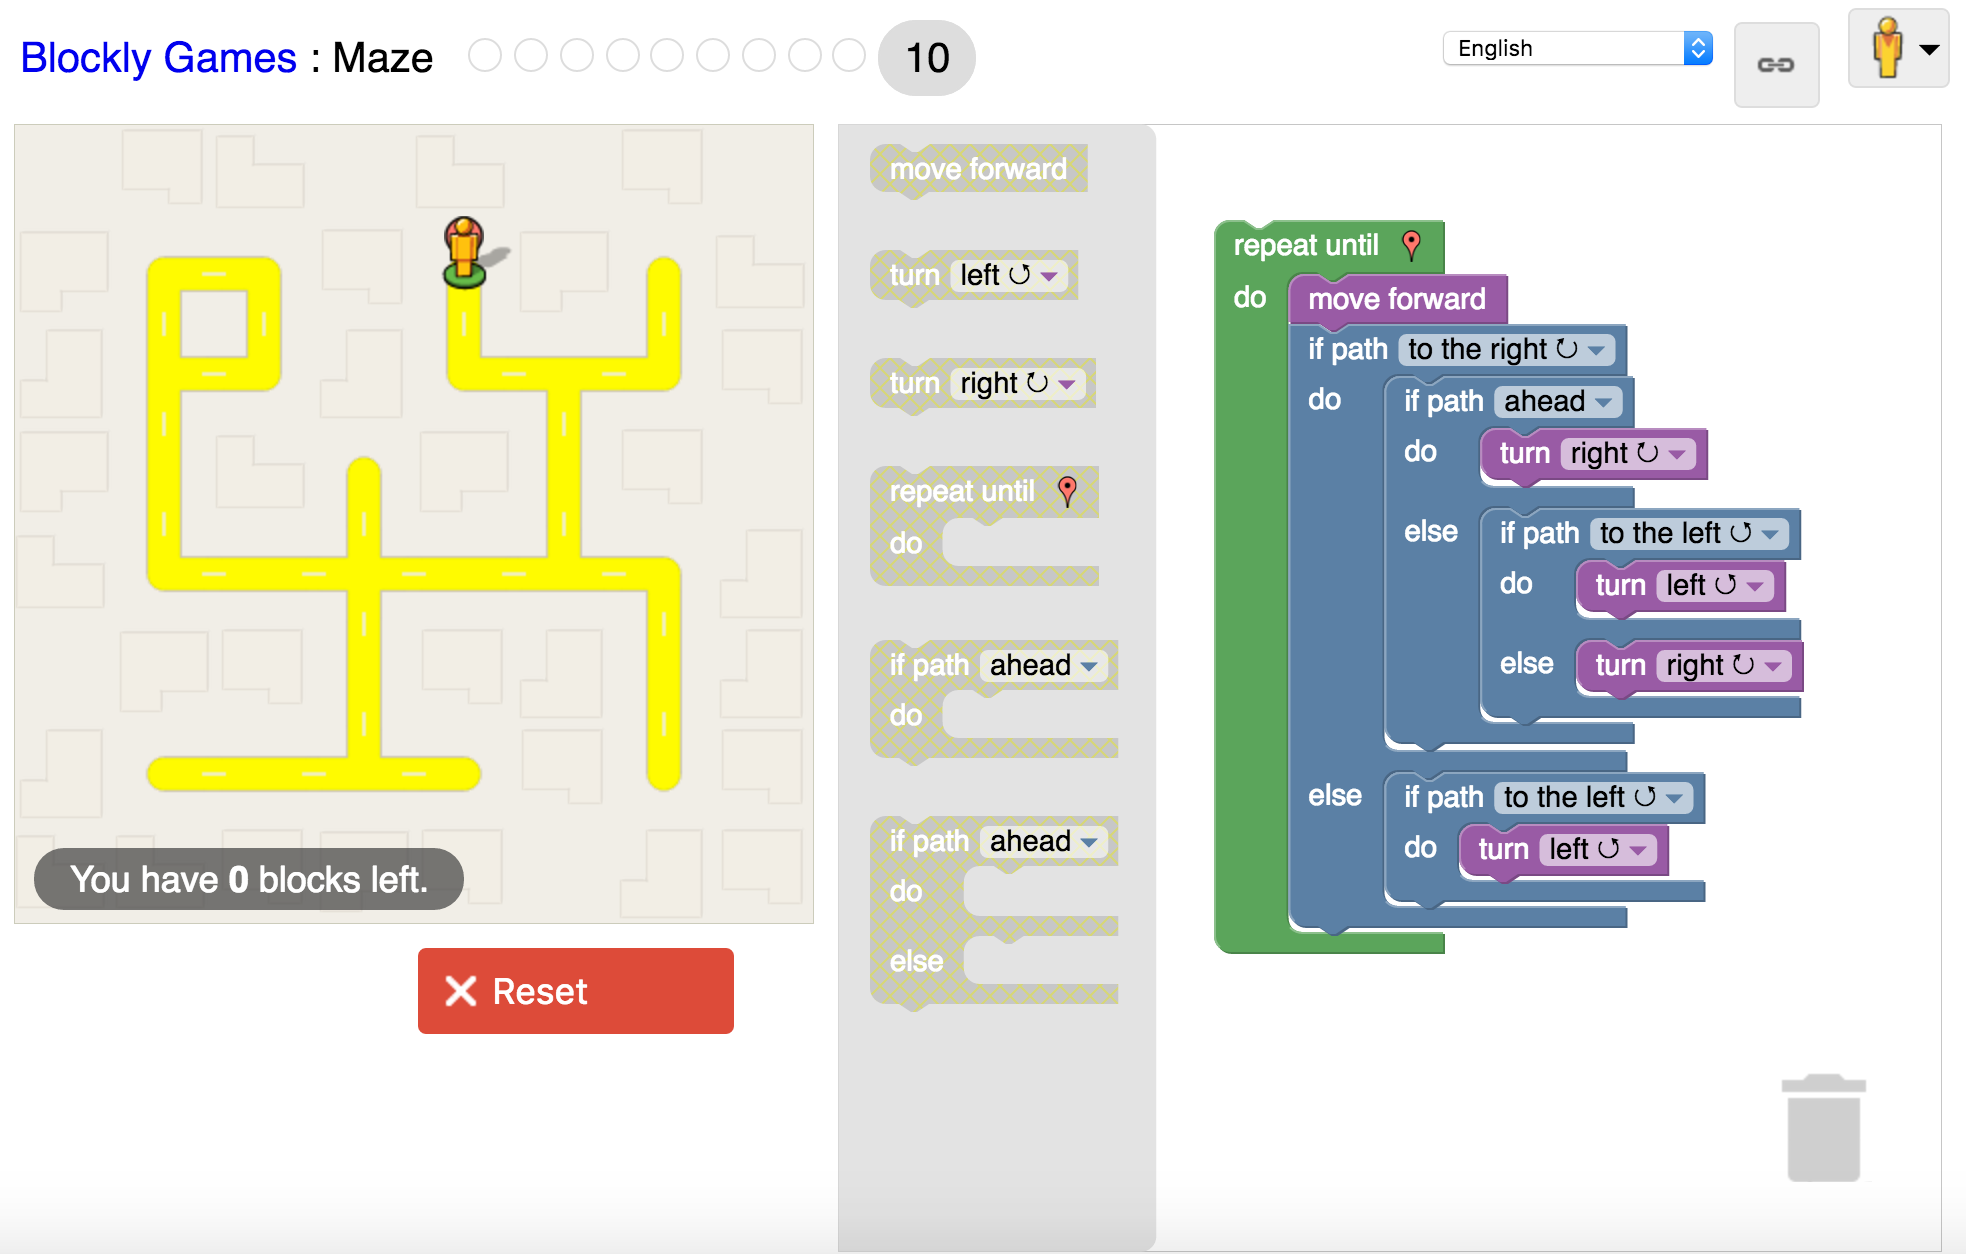 Blockly Games : Maze
10
English
move forward
turn left
turn right
repeat until
do
if path ahead
do
if path ahead
do
else
repeat until
do
move forward
if path to the right
do
if path ahead
do
turn right
else
if path to the left
do
turn left
else
turn right
else
if path to the left
do
turn left
You have 0 blocks left.
Reset